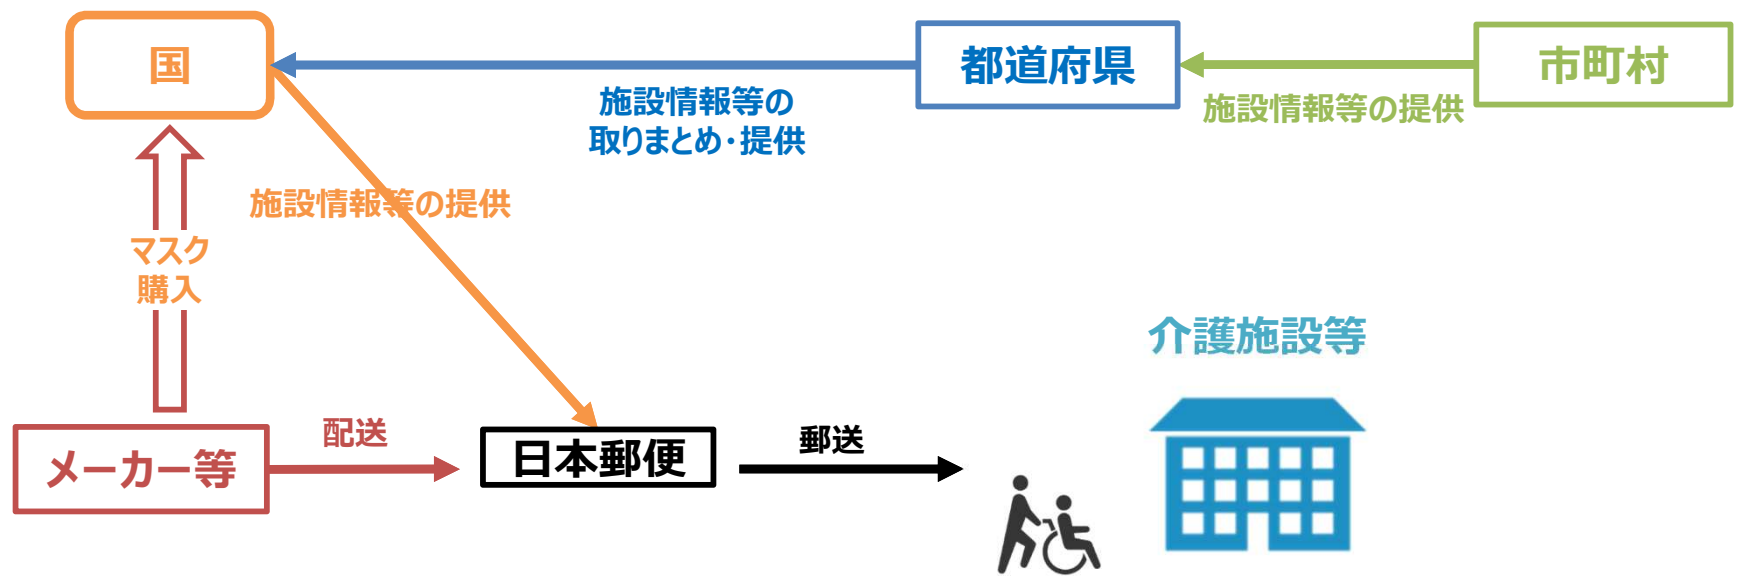 国
都道府県
市町村
施設情報等の
取りまとめ・提供
施設情報等の提供
施設情報等の提供
マスク
購入
介護施設等
メーカー等
配送
日本郵便
郵送